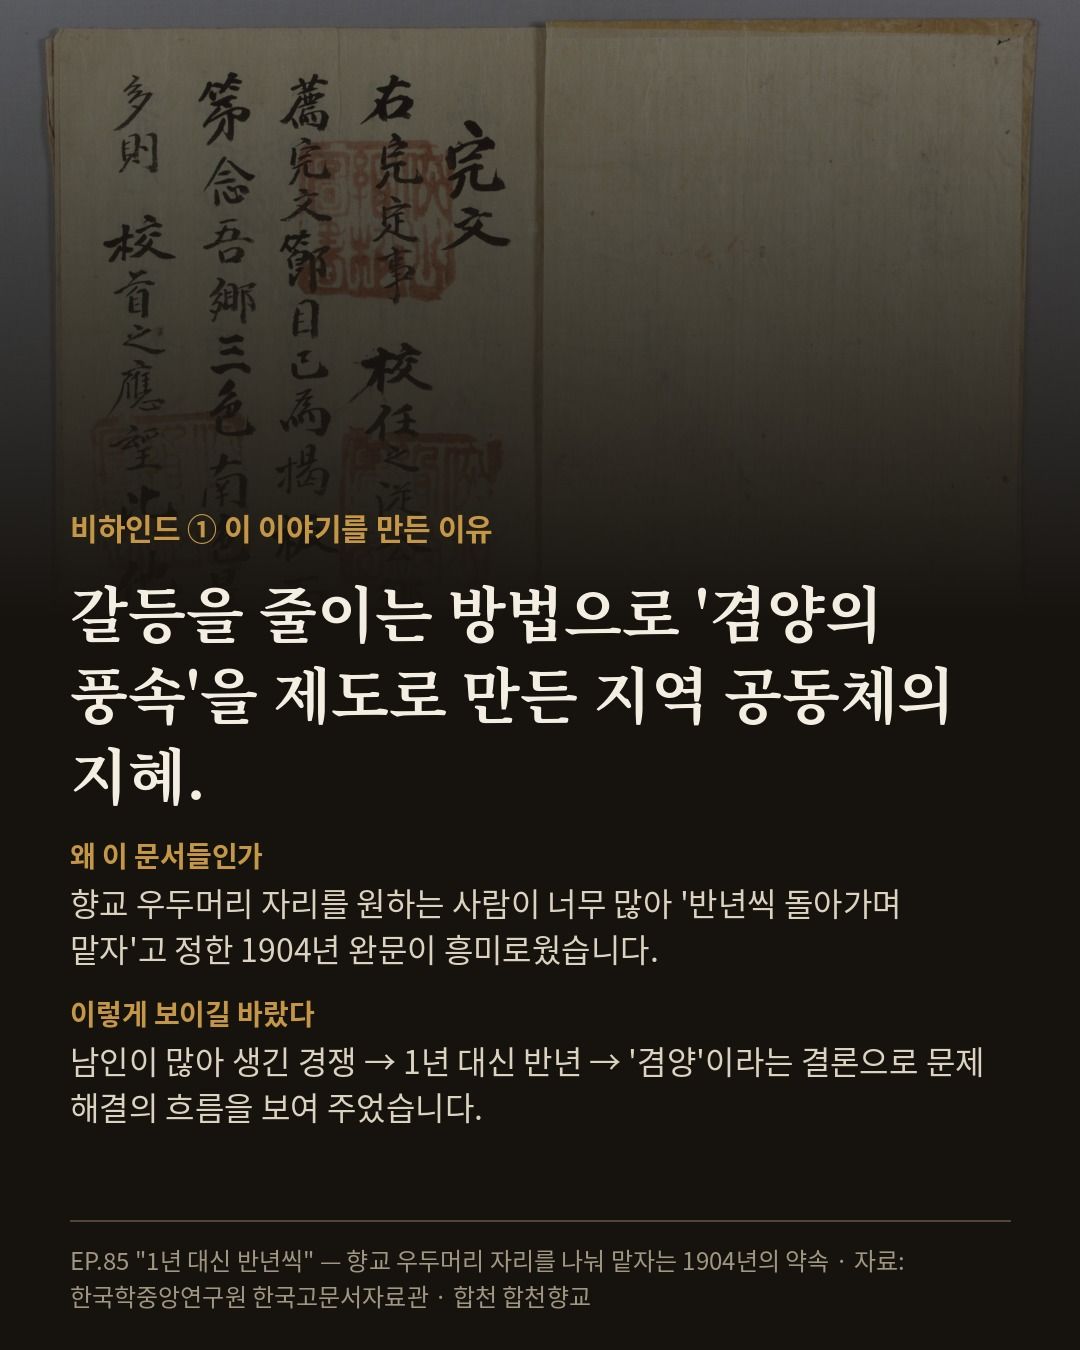 完文
右完定事 校任之
薦完文節目已為揭
第念吾鄉三色南
多則 校首之應望
비하인드 ① 이 이야기를 만든 이유
갈등을 줄이는 방법으로 '겸양의
풍속'을 제도로 만든 지역 공동체의
지혜.
왜 이 문서들인가
향교 우두머리 자리를 원하는 사람이 너무 많아 '반년씩 돌아가며
맡자'고 정한 1904년 완문이 흥미로웠습니다.
이렇게 보이길 바랐다
남인이 많아 생긴 경쟁 → 1년 대신 반년 → '겸양'이라는 결론으로 문제
해결의 흐름을 보여 주었습니다.
EP.85 "1년 대신 반년씩" — 향교 우두머리 자리를 나눠 맡자는 1904년의 약속 · 자료:
한국학중앙연구원 한국고문서자료관 · 합천 합천향교